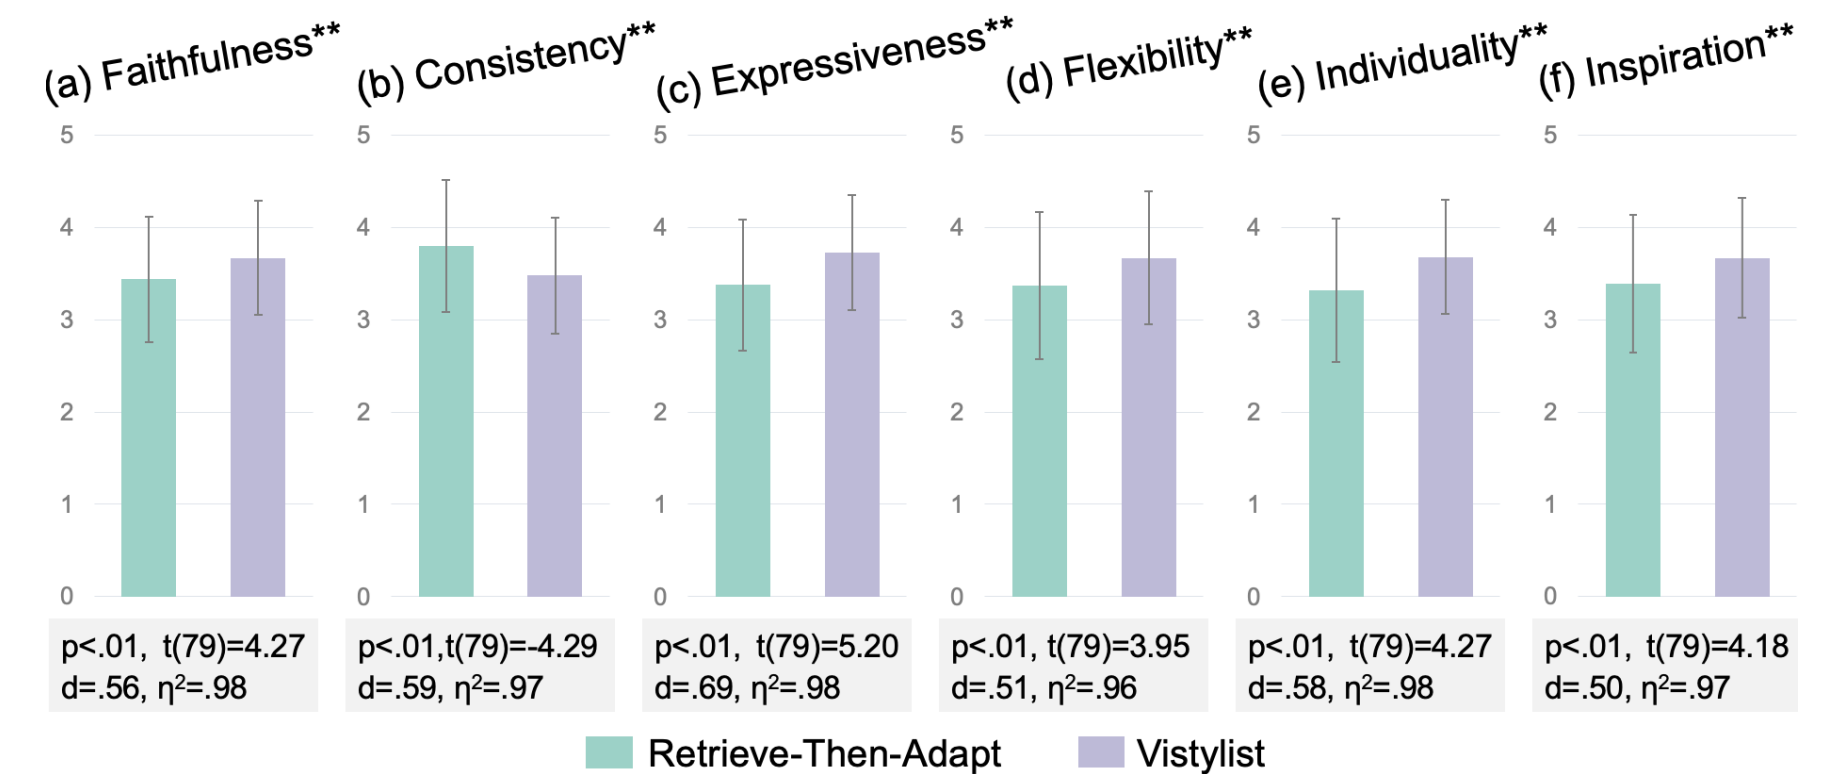 (a) Faithfulness**
(b) Consistency**
(c) Expressiveness**
(d) Flexibility**
(e) Individuality**
(f) Inspiration**
5 5 5 5 5 5
4 4 4 4 4 4
3 3 3 3 3 3
2 2 2 2 2 2
1 1 1 1 1 1
0 0 0 0 0 0
p<.01, t(79)=4.27
d=.56, η²=.98
p<.01,t(79)=-4.29
d=.59, η²=.97
p<.01, t(79)=5.20
d=.69, η²=.98
p<.01, t(79)=3.95
d=.51, η²=.96
p<.01, t(79)=4.27
d=.58, η²=.98
p<.01, t(79)=4.18
d=.50, η²=.97
Retrieve-Then-Adapt
Vistylist